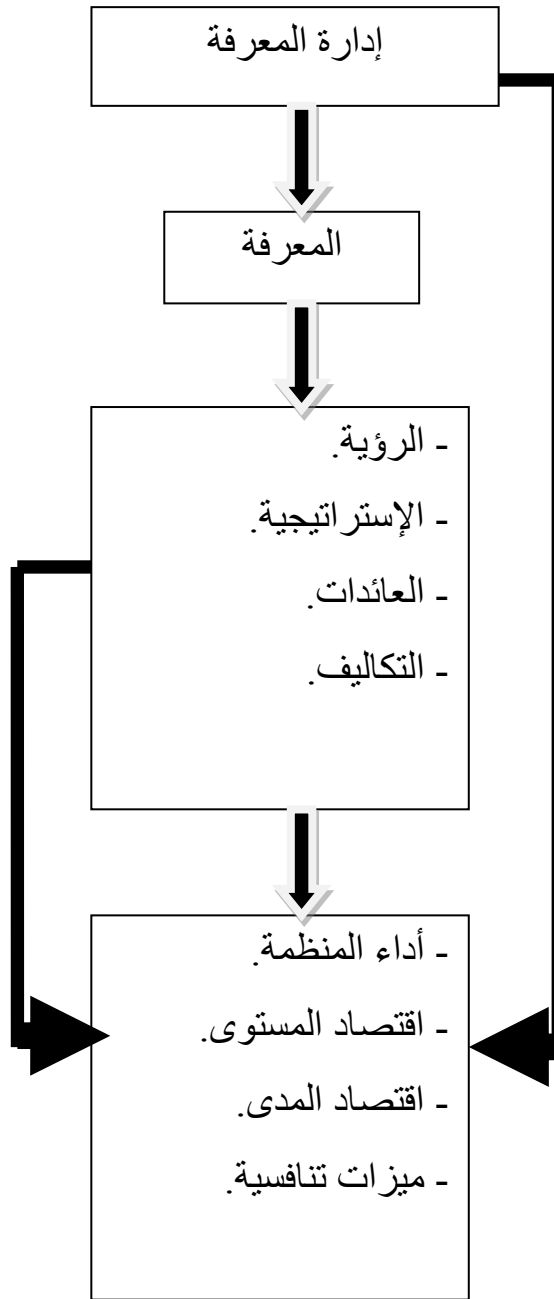 إدارة المعرفة
المعرفة
- الرؤية.
- الإستراتيجية.
- العائدات.
- التكاليف.
- أداء المنظمة.
- اقتصاد المستوى.
- اقتصاد المدى.
- ميزات تنافسية.